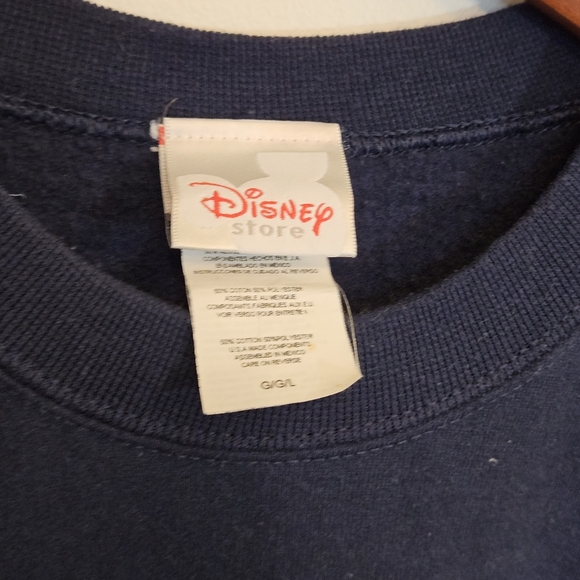 Disney
store
COMPONENTES HECHOS EN E.U.A.
ENSAMBLADO EN MEXICO
INSTRUCCIONES DE CUIDADO AL REVERSO
50% COTON 50% POLYESTER
ASSEMBLE AU MEXIQUE
COMPOSANTS FABRIQUES AUX E.U.
VOIR VERSO POUR ENTRETIEN
50% COTTON 50% POLYESTER
U.S.A MADE COMPONENTS
ASSEMBLED IN MEXICO
CARE ON REVERSE
G/G/L